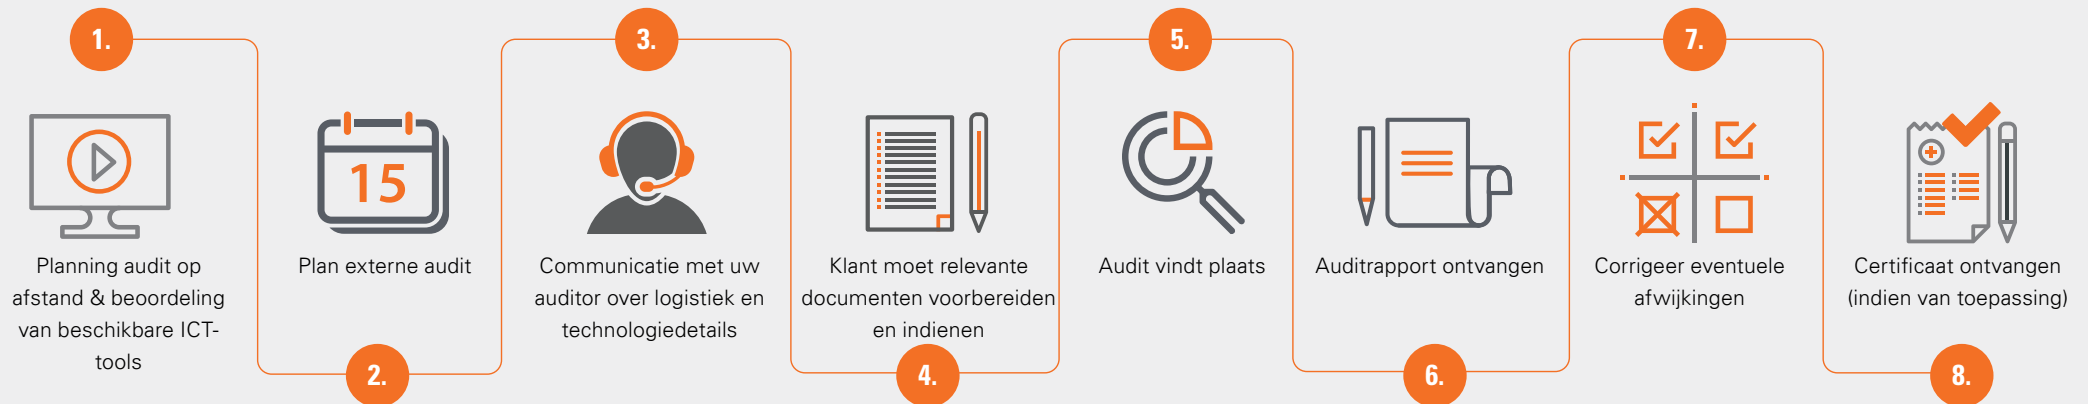 1.
Planning audit op
afstand & beoordeling
van beschikbare ICT-
tools
15
Plan externe audit
2.
3.
Communicatie met uw
auditor over logistiek en
technologiedetails
Klant moet relevante
documenten voorbereiden
en indienen
4.
5.
Audit vindt plaats
Auditrapport ontvangen
6.
7.
Corrigeer eventuele
afwijkingen
Certificaat ontvangen
(indien van toepassing)
8.